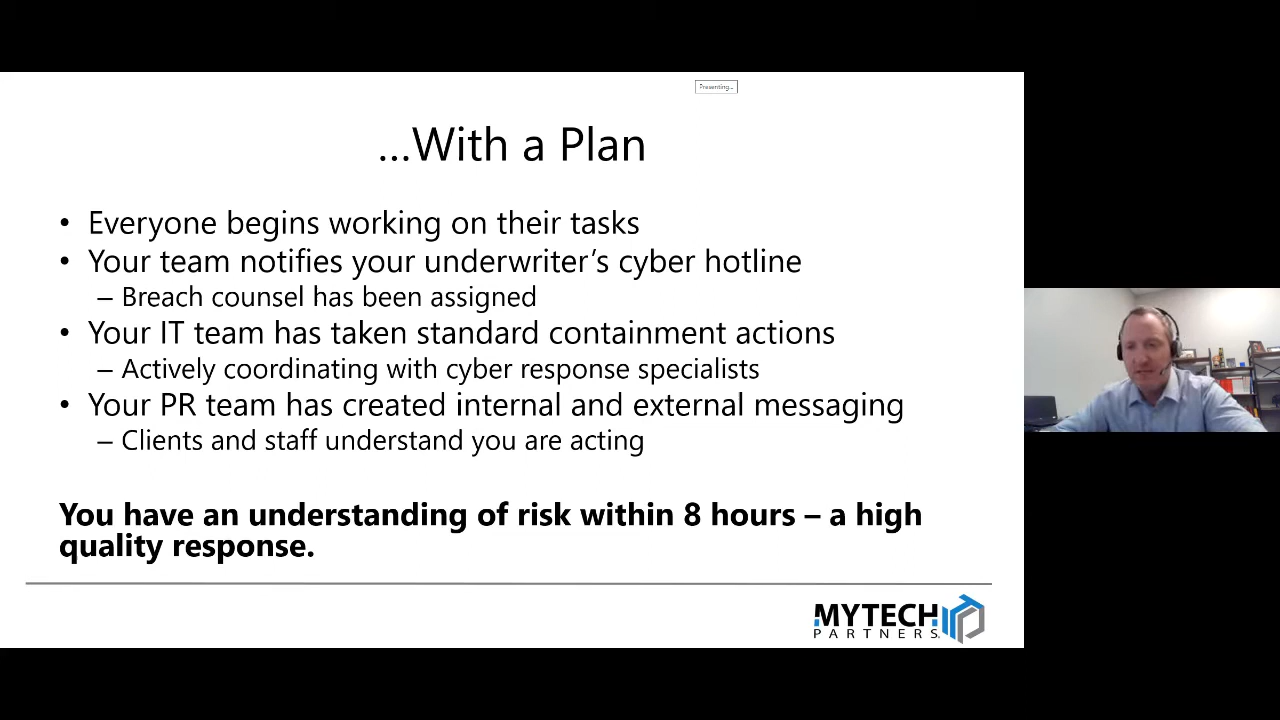 Presenting...
...With a Plan
• Everyone begins working on their tasks
• Your team notifies your underwriter’s cyber hotline
– Breach counsel has been assigned
• Your IT team has taken standard containment actions
– Actively coordinating with cyber response specialists
• Your PR team has created internal and external messaging
– Clients and staff understand you are acting
You have an understanding of risk within 8 hours – a high
quality response.
MYTECH
PARTNERS